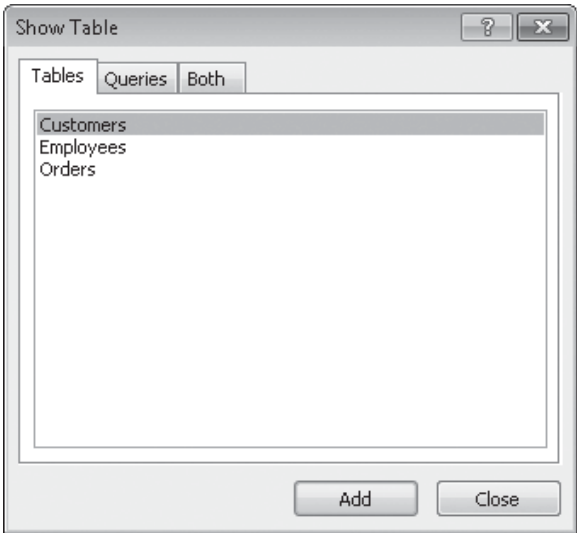 Show Table
Tables Queries Both
Customers
Employees
Orders
Add Close